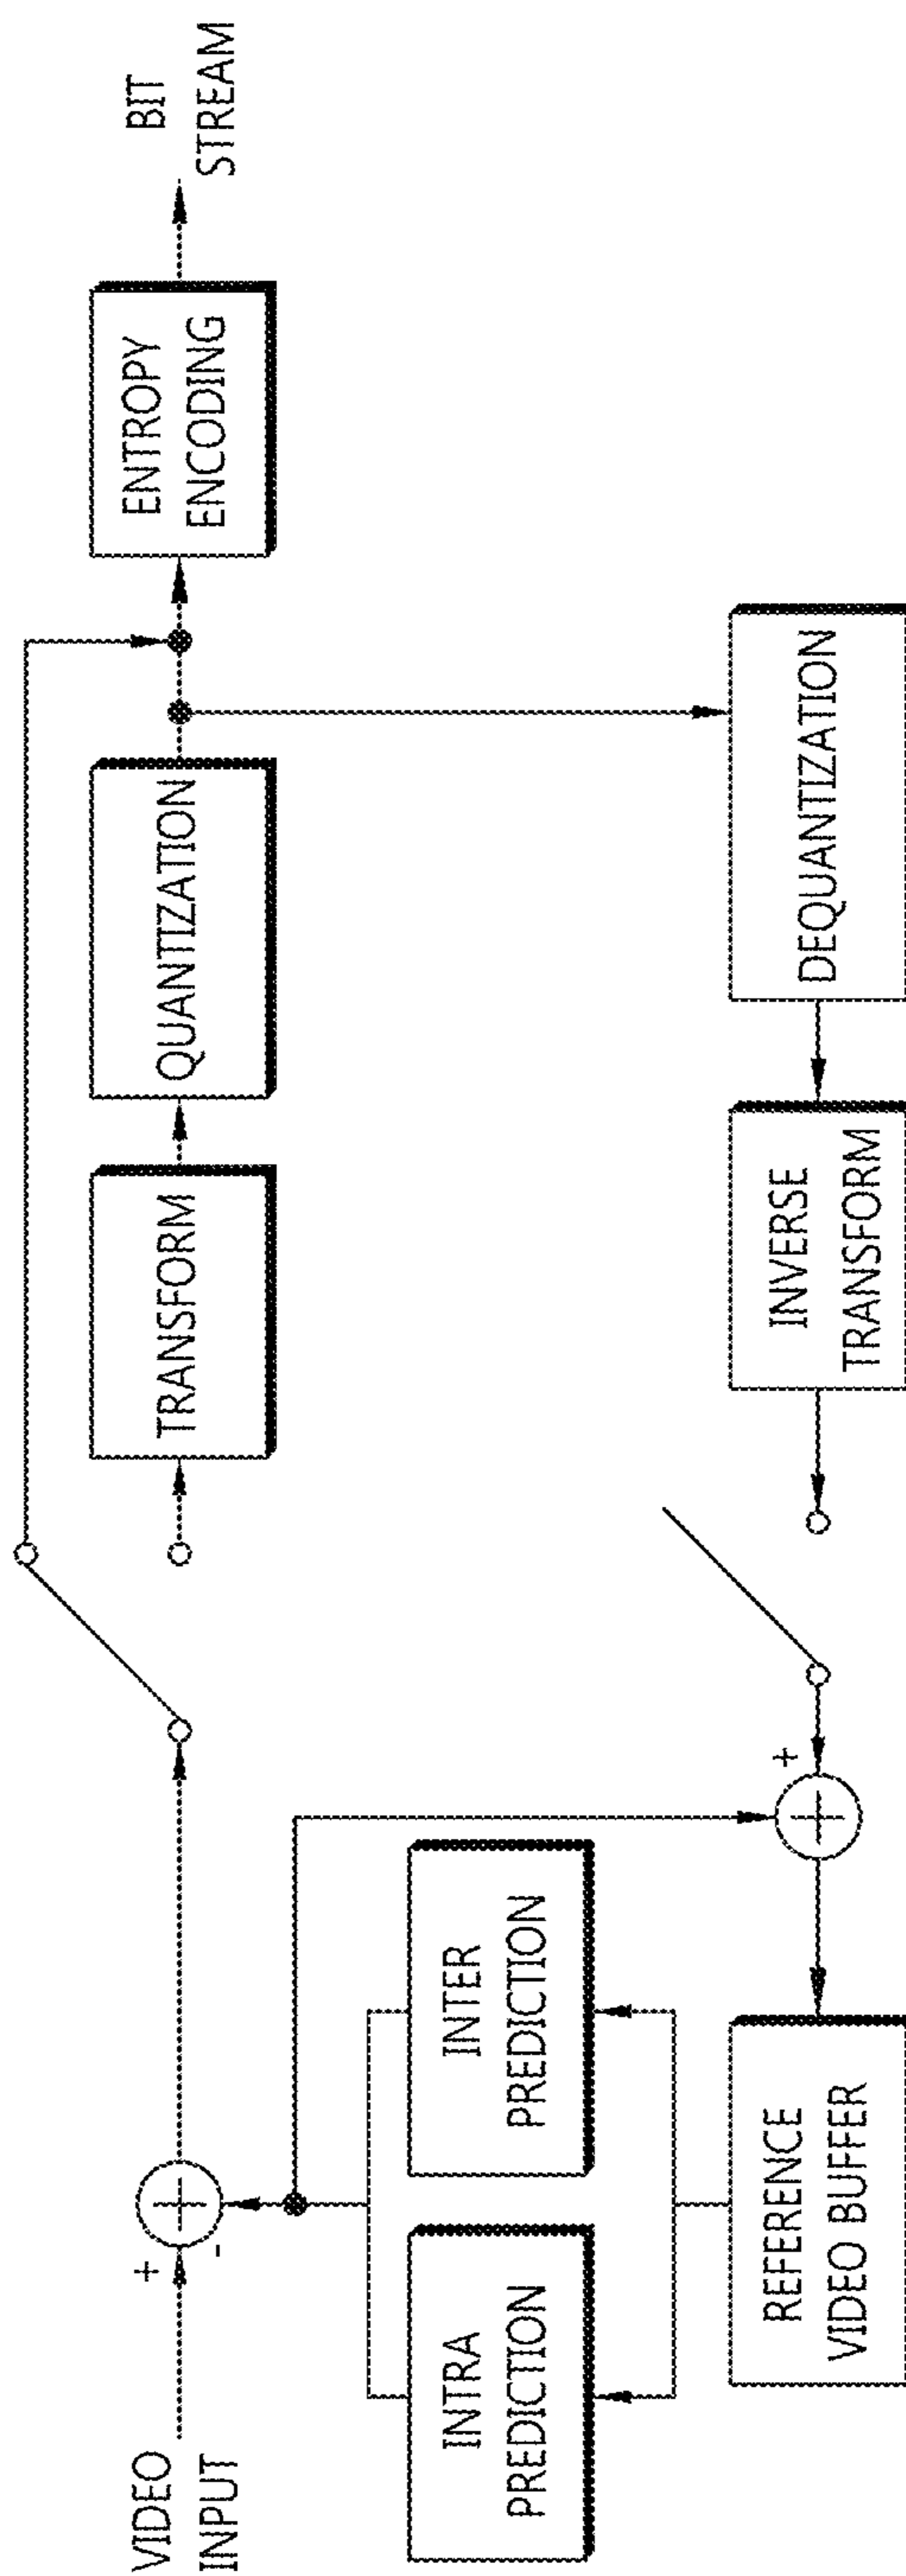 VIDEO
INPUT
+
-
TRANSFORM
QUANTIZATION
ENTROPY
ENCODING
BIT
STREAM
INTRA
PREDICTION
INTER
PREDICTION
+
REFERENCE
VIDEO BUFFER
INVERSE
TRANSFORM
DEQUANTIZATION